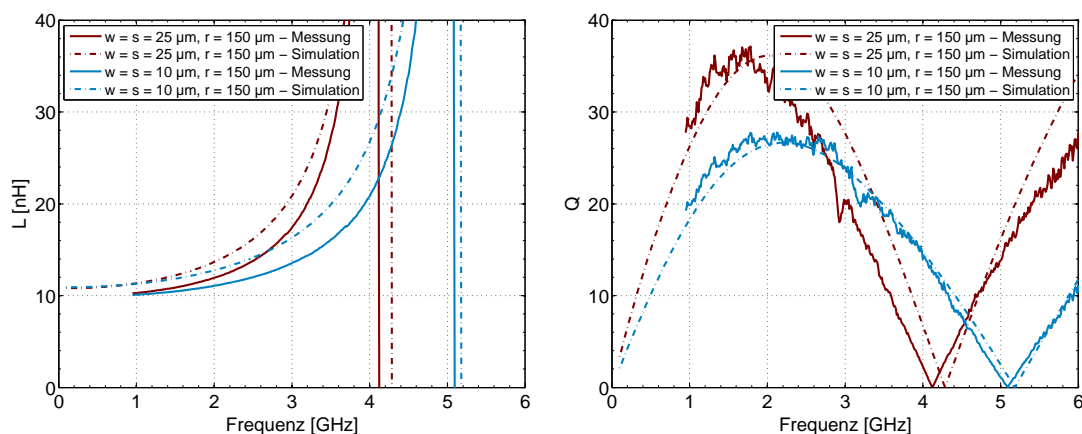 40
30
20
10
0
L [nH]
0 1 2 3 4 5 6
Frequenz [GHz]
w = s = 25 µm, r = 150 µm – Messung
w = s = 25 µm, r = 150 µm – Simulation
w = s = 10 µm, r = 150 µm – Messung
w = s = 10 µm, r = 150 µm – Simulation
40
30
20
10
0
Q
0 1 2 3 4 5 6
Frequenz [GHz]
w = s = 25 µm, r = 150 µm – Messung
w = s = 25 µm, r = 150 µm – Simulation
w = s = 10 µm, r = 150 µm – Messung
w = s = 10 µm, r = 150 µm – Simulation